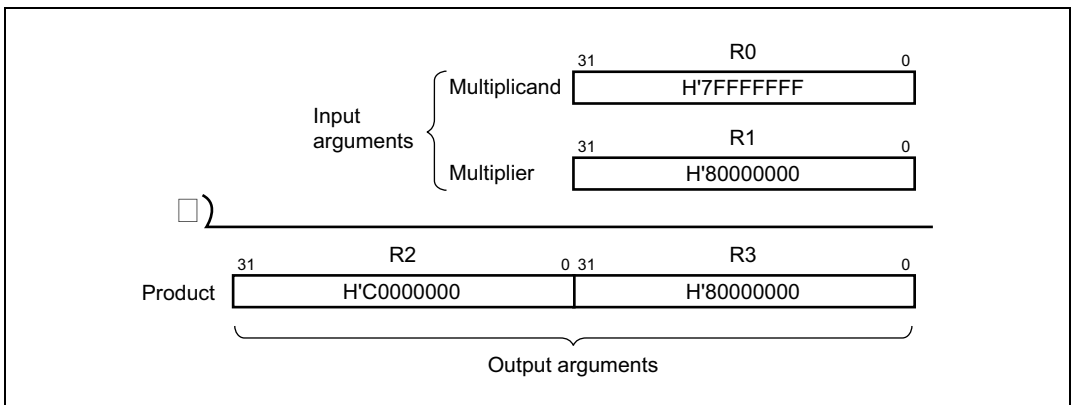 R0
31 0
Multiplicand H'7FFFFFFF
Input
arguments
R1
31 0
Multiplier H'80000000
)
R2 R3
31 0 31 0
Product H'C0000000 H'80000000
Output arguments